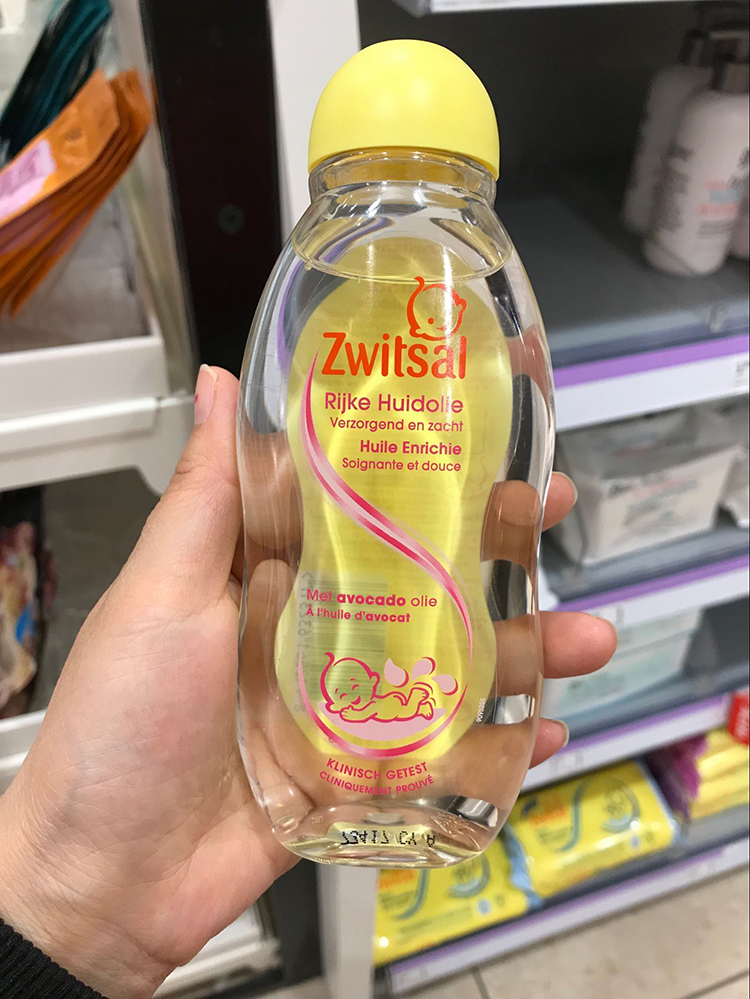 Zwitsal
Rijke Huidolie
Verzorgend en zacht
Huile Enrichie
Soignante et douce
Met avocado olie
À l'huile d'avocat
KLINISCH GETEST
CLINIQUEMENT PROUVÉ